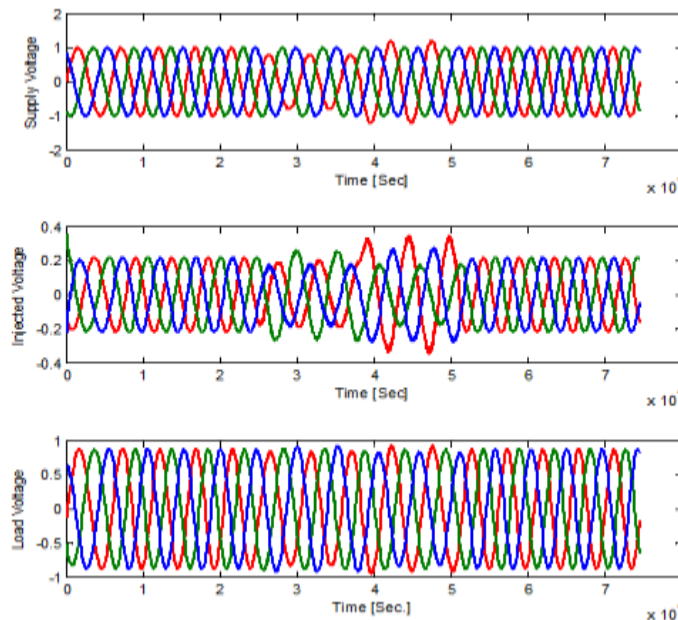 Supply Voltage
2
1
0
-1
-2
0 1 2 3 4 5 6 7
Time [Sec]
Injected Voltage
0.4
0.2
0
-0.2
-0.4
0 1 2 3 4 5 6 7
Time [Sec]
x 10
Load Voltage
1
0.5
0
-0.5
-1
0 1 2 3 4 5 6 7
Time [Sec.]
x 10
x 10